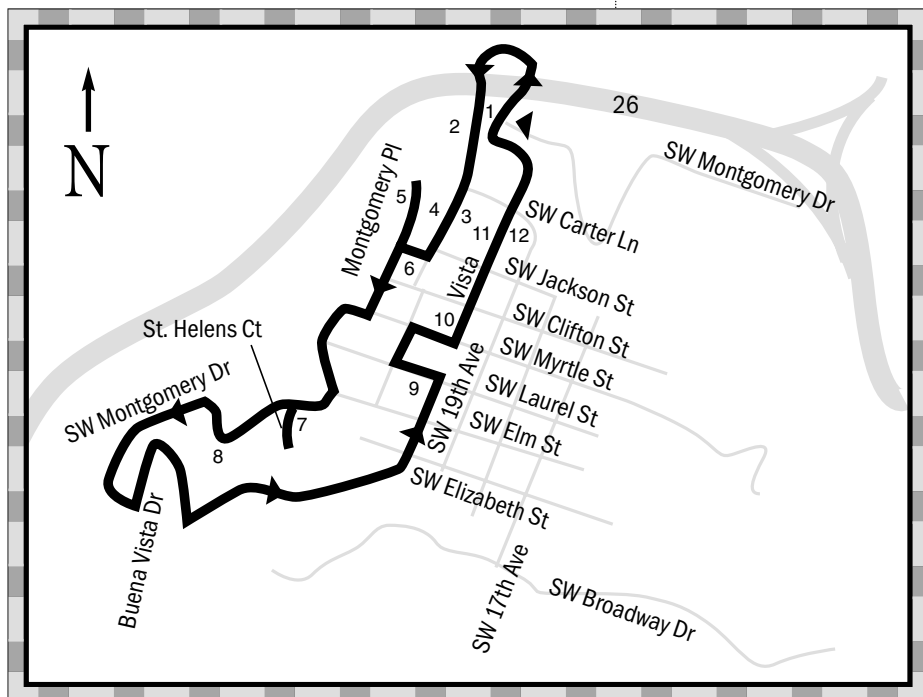 26
1
2
N
SW Montgomery Dr
Montgomery Pl
5
4
3
11
12
SW Carter Ln
6
Vista
SW Jackson St
10
SW Clifton St
St. Helens Ct
SW Myrtle St
SW Montgomery Dr
9
SW 19th Ave
SW Laurel St
7
SW Elm St
8
SW Elizabeth St
Buena Vista Dr
SW 17th Ave
SW Broadway Dr